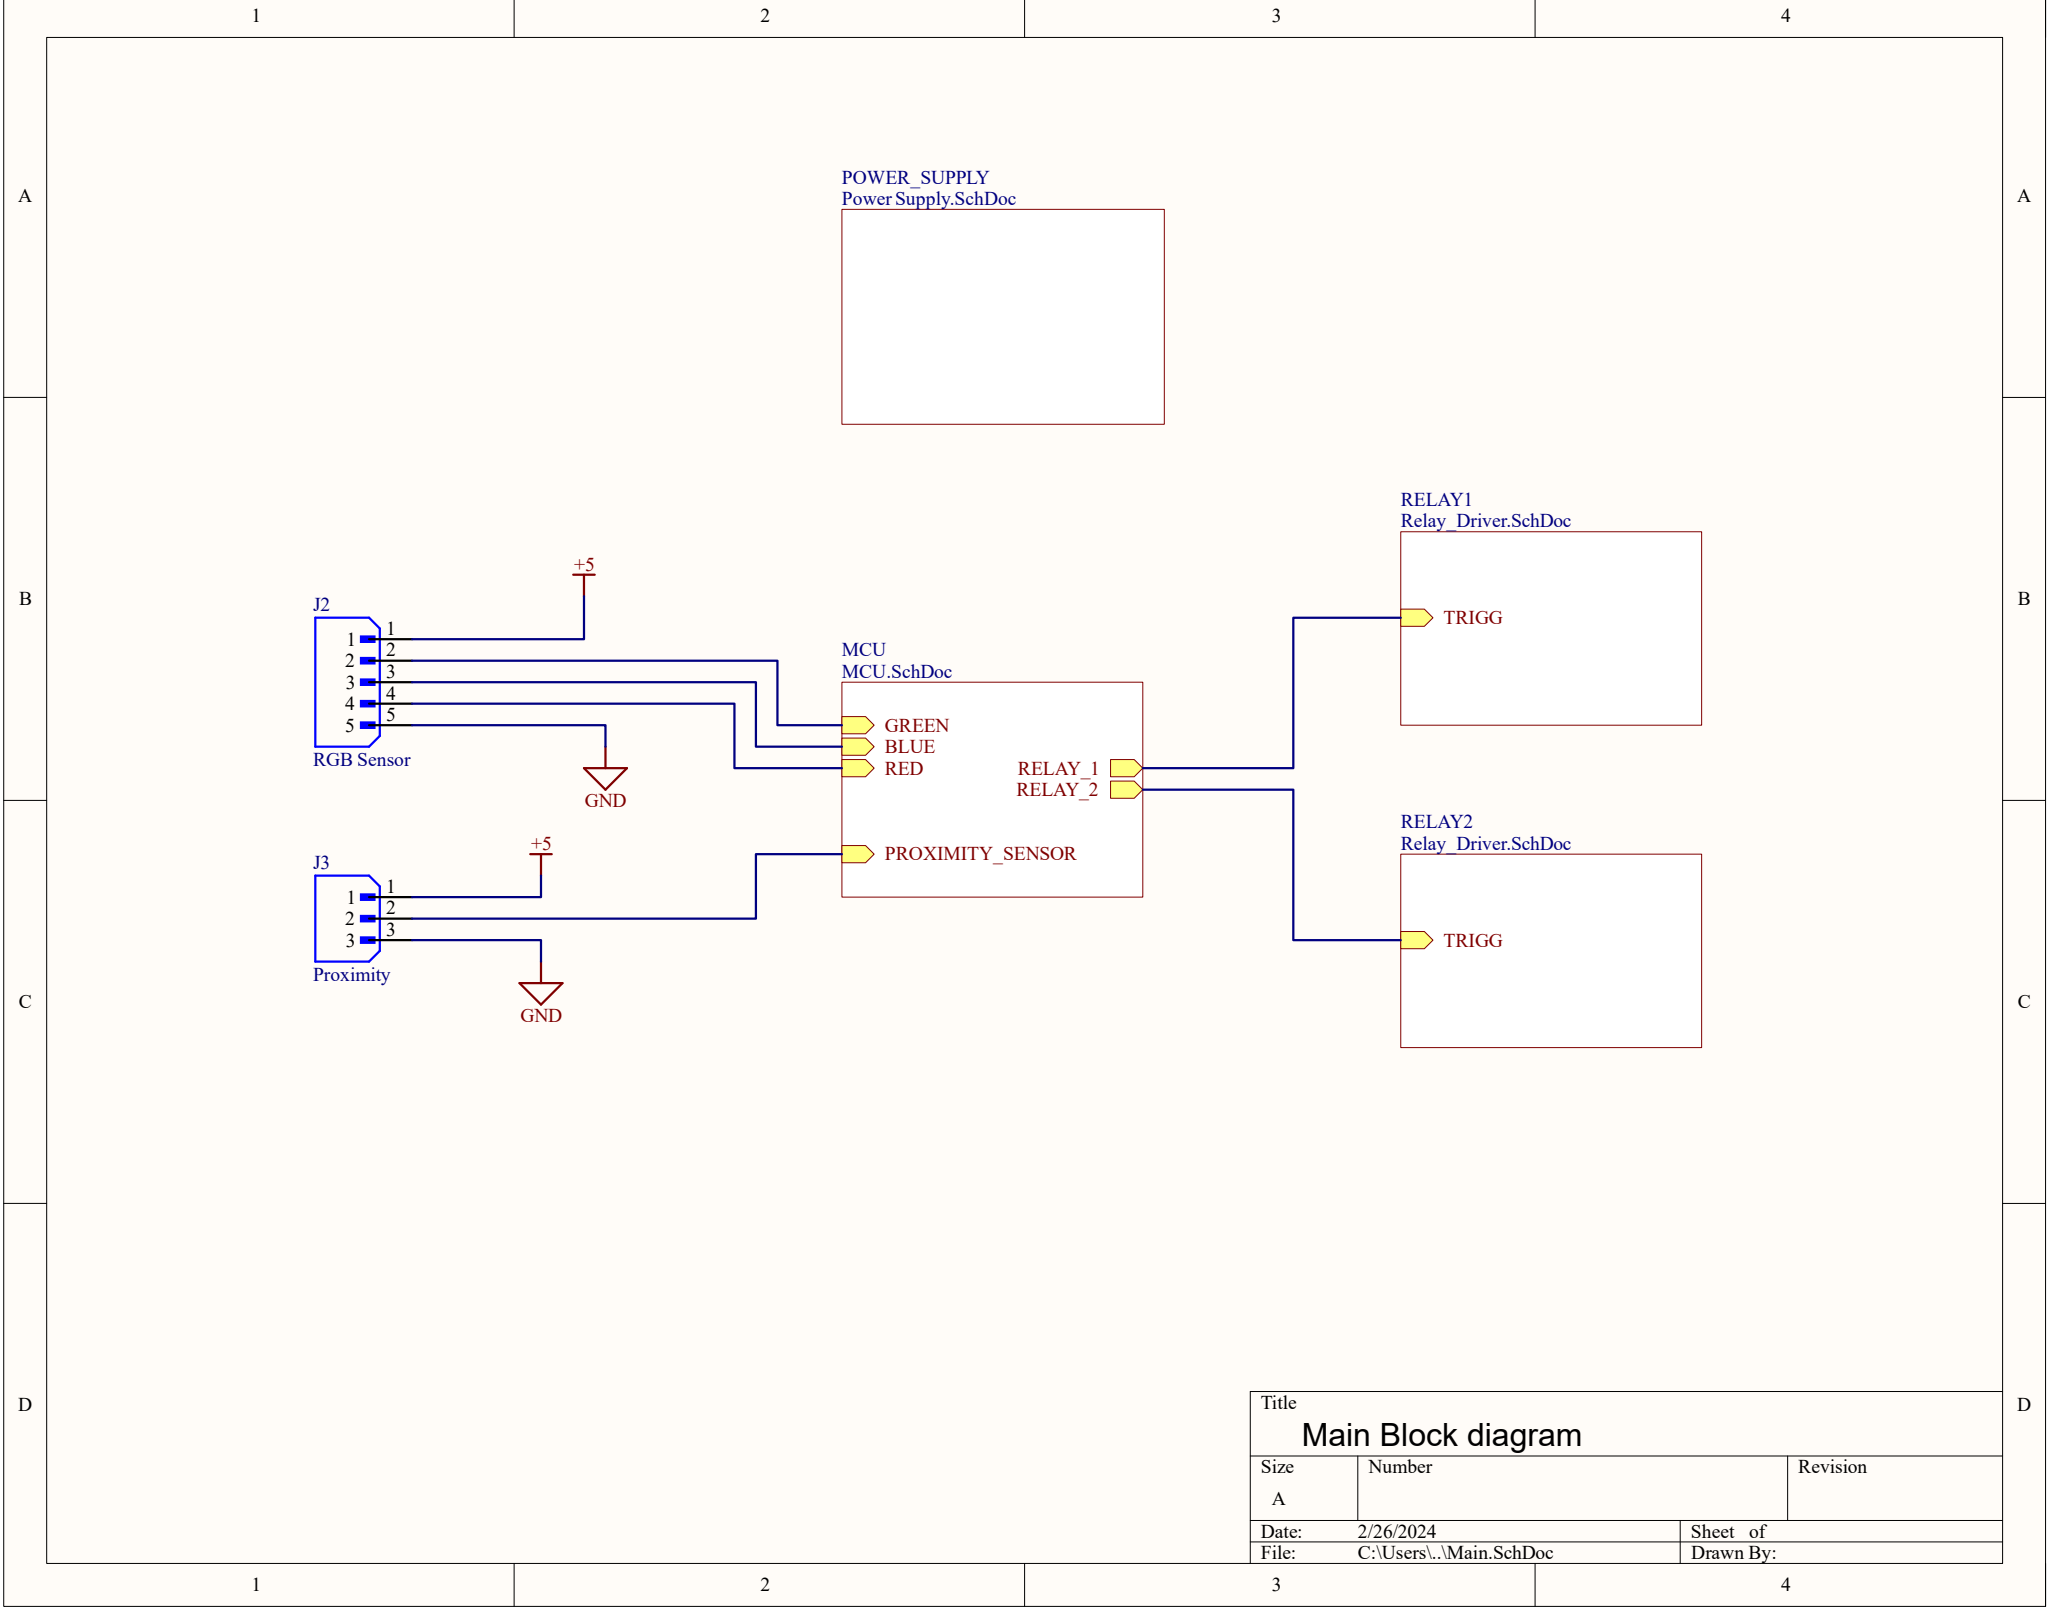 1 2 3 4
A A
POWER_SUPPLY
Power Supply.SchDoc
RELAY1
Relay_Driver.SchDoc
TRIGG
B B
+5
J2
1 1
2 2
3 3
4 4
5 5
RGB Sensor
GND
MCU
MCU.SchDoc
GREEN
BLUE
RED
RELAY_1
RELAY_2
PROXIMITY_SENSOR
RELAY2
Relay_Driver.SchDoc
TRIGG
+5
J3
1 1
2 2
3 3
Proximity
GND
C C
D D
Title
Main Block diagram
Size Number Revision
A
Date: 2/26/2024 Sheet of
File: C:\Users\..\Main.SchDoc Drawn By:
1 2 3 4